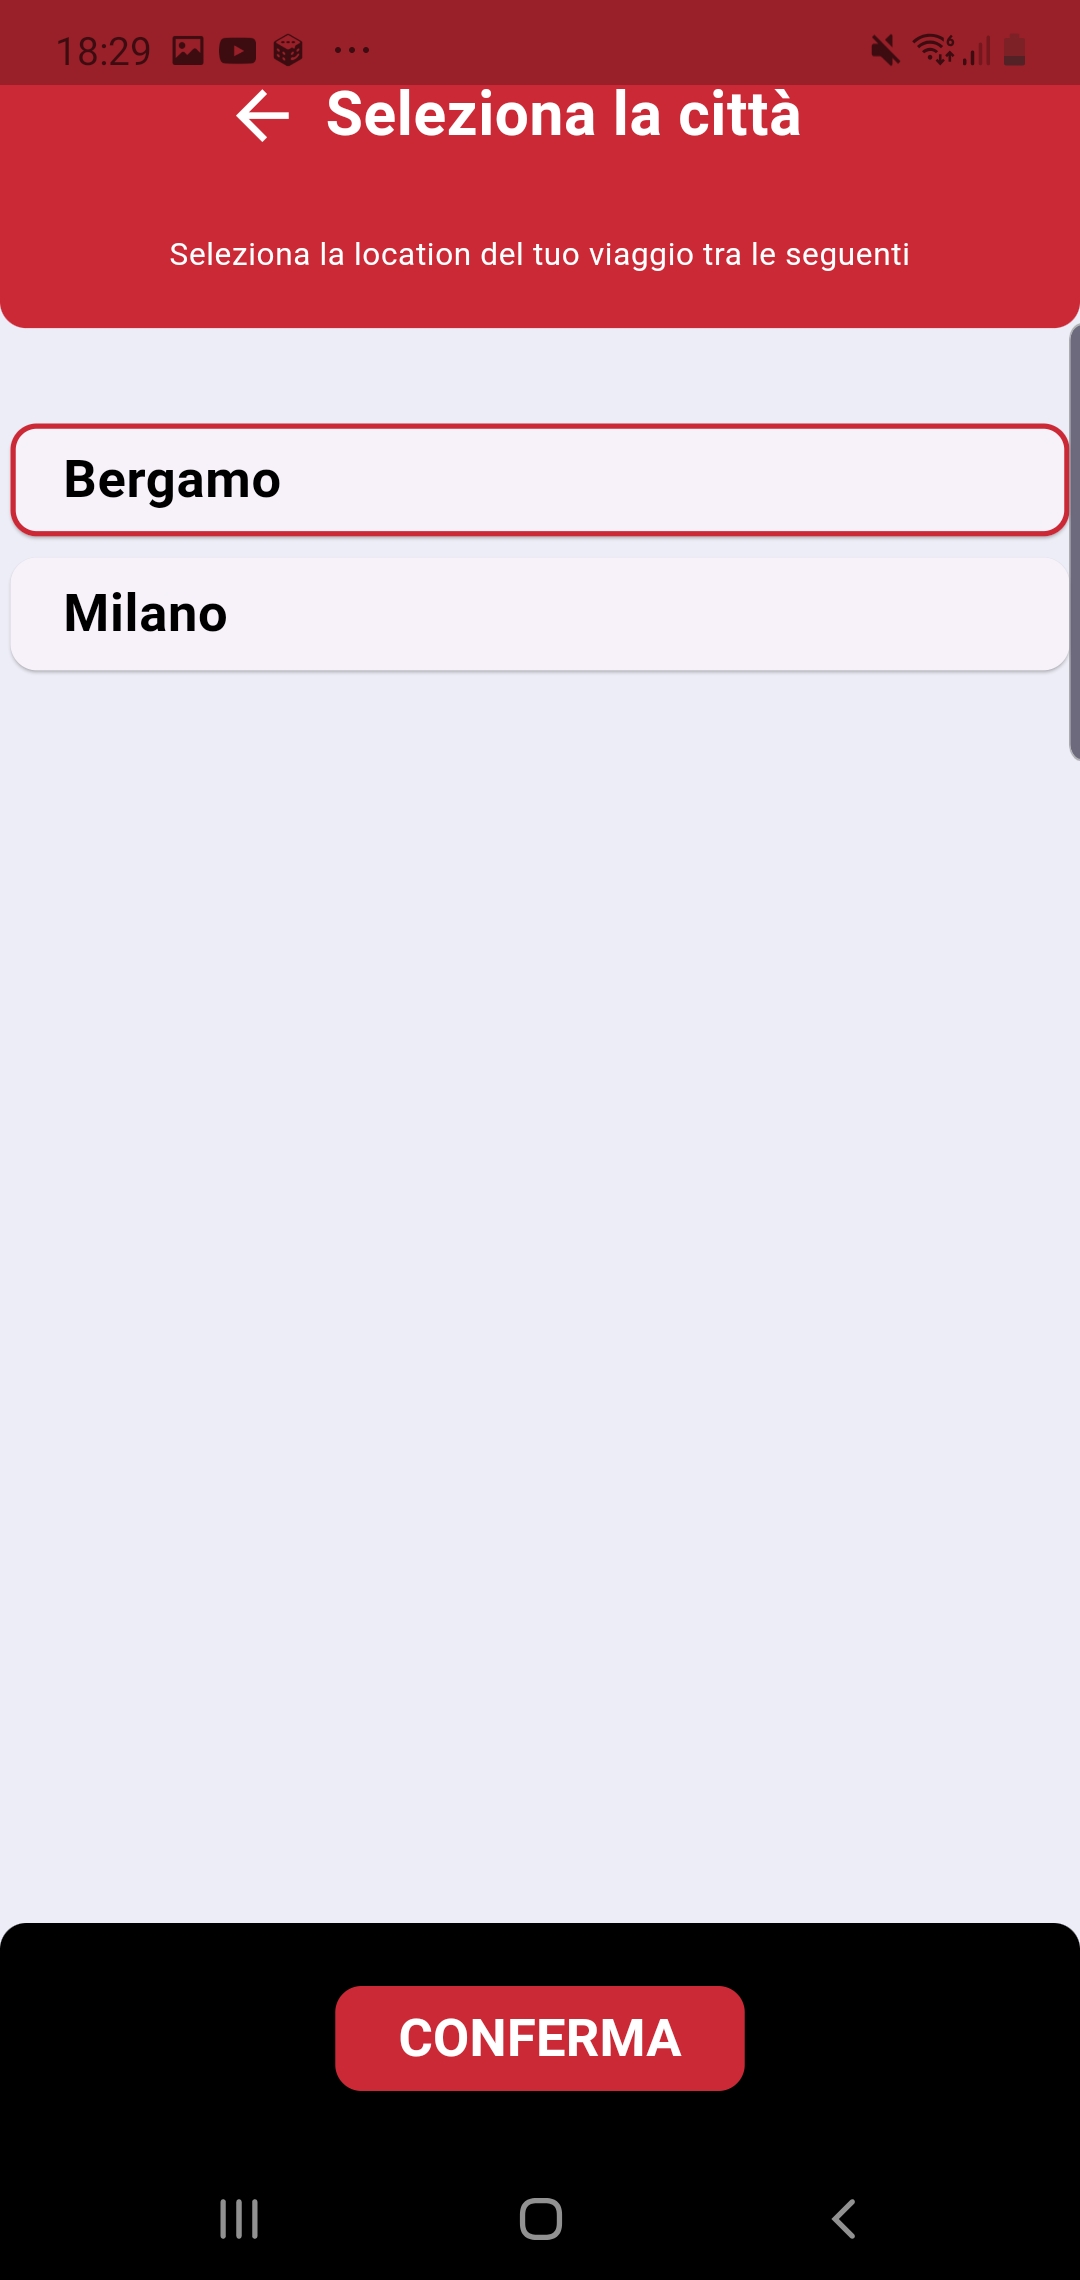 18:29
Seleziona la città
Seleziona la location del tuo viaggio tra le seguenti
Bergamo
Milano
CONFERMA